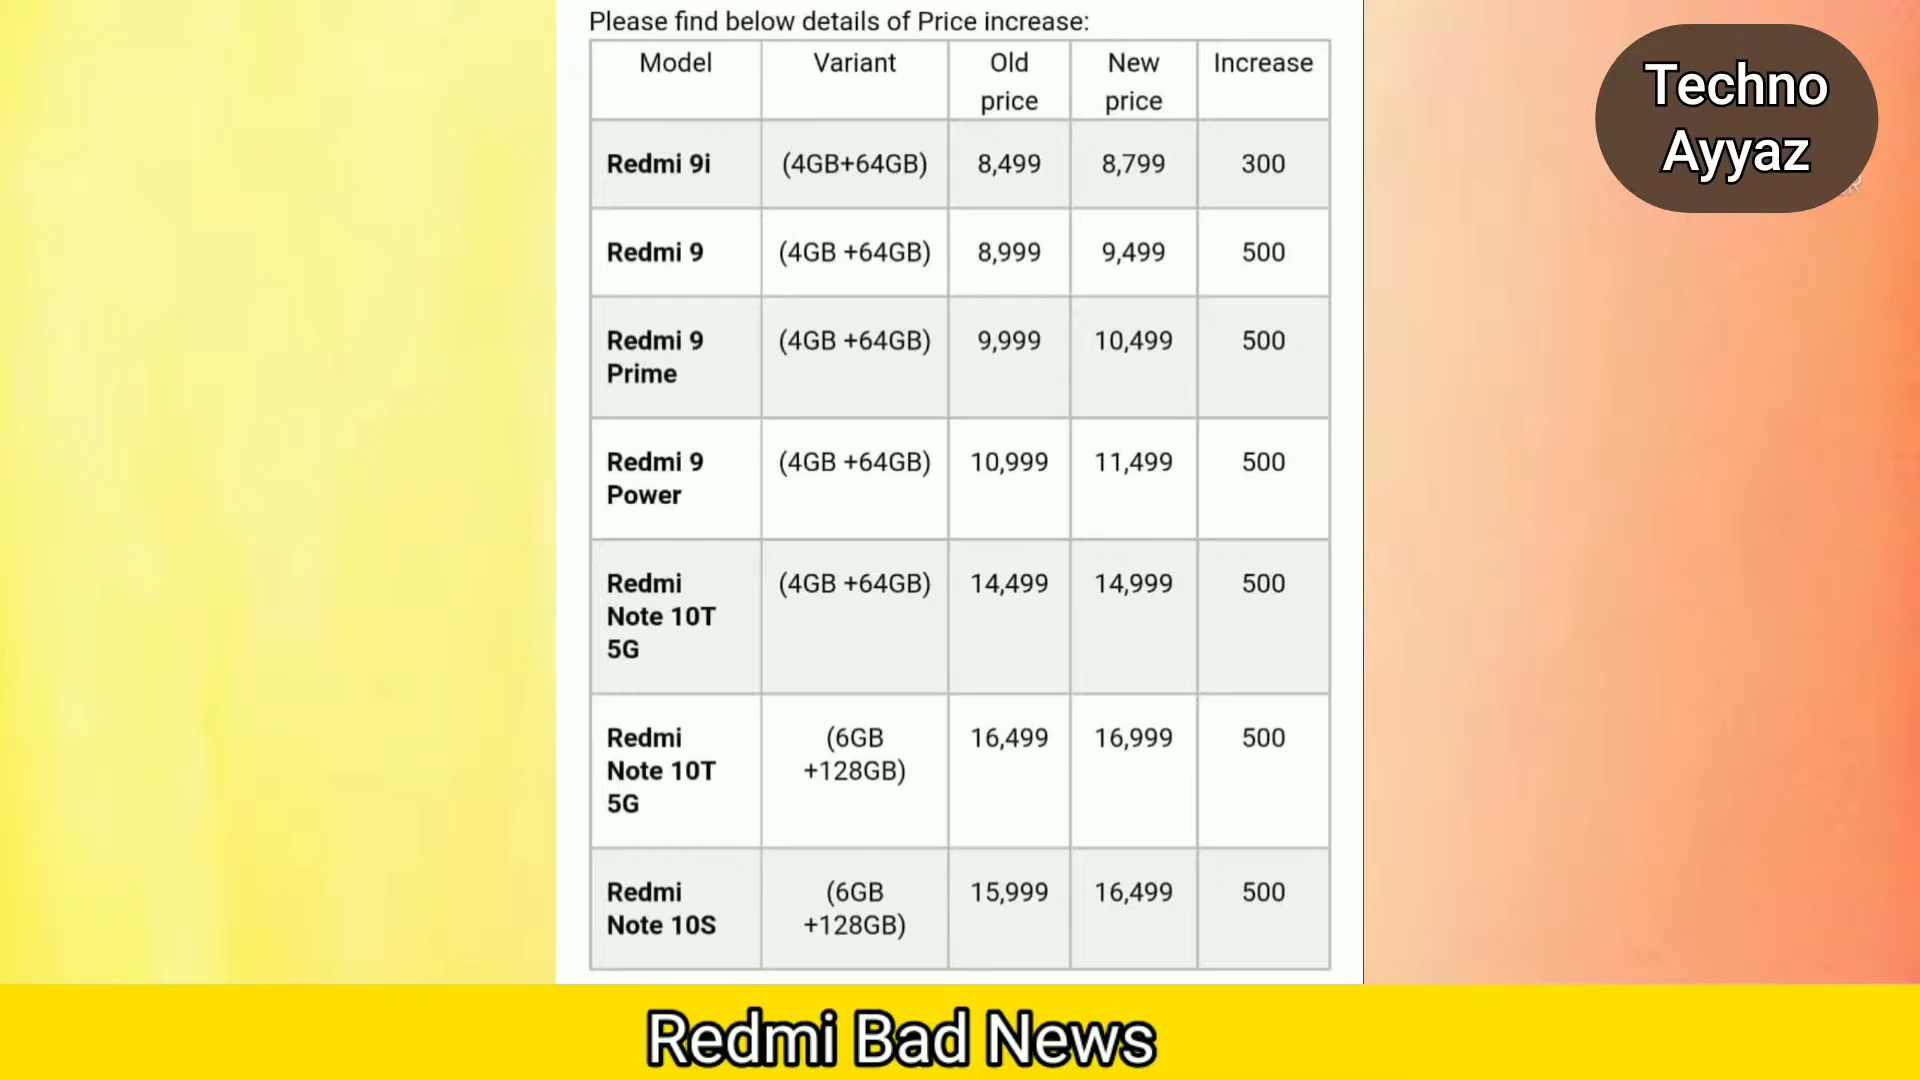 Please find below details of Price increase:
Model Variant Old price New price Increase
Redmi 9i (4GB+64GB) 8,499 8,799 300
Redmi 9 (4GB +64GB) 8,999 9,499 500
Redmi 9 Prime (4GB +64GB) 9,999 10,499 500
Redmi 9 Power (4GB +64GB) 10,999 11,499 500
Redmi Note 10T 5G (4GB +64GB) 14,499 14,999 500
Redmi Note 10T 5G (6GB +128GB) 16,499 16,999 500
Redmi Note 10S (6GB +128GB) 15,999 16,499 500
Techno
Ayyaz
Redmi Bad News